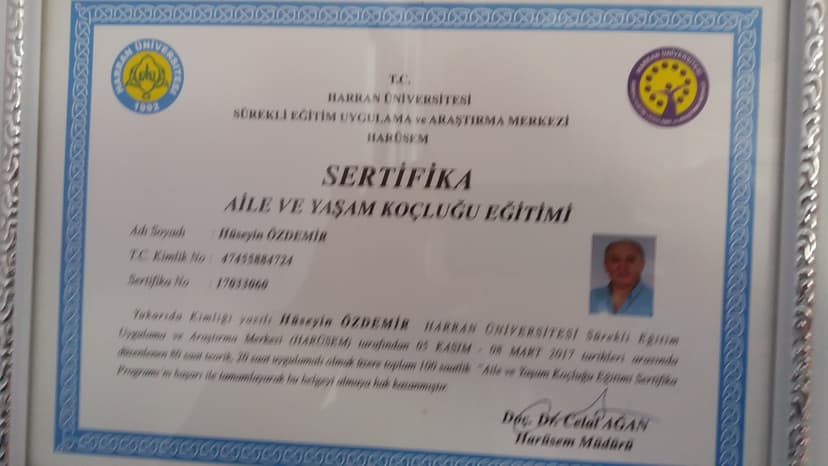 HARRAN ÜNİVERSİTESİ
1992
HARRAN ÜNİVERSİTESİ
T.C.
HARRAN ÜNİVERSİTESİ
SÜREKLİ EĞİTİM UYGULAMA ve ARAŞTIRMA MERKEZİ
HARÜSEM
SERTİFİKA
AİLE VE YAŞAM KOÇLUĞU EĞİTİMİ
Adı Soyadı : Hüseyin ÖZDEMİR
T.C. Kimlik No : 47455884724
Sertifika No : 17035060
Yukarıda Kimliği yazılı Hüseyin ÖZDEMİR HARRAN ÜNİVERSİTESİ Sürekli Eğitim
Uygulama ve Araştırma Merkezi (HARÜSEM) tarafından 05 KASIM - 08 MART 2017 tarihleri arasında
düzenlenen 80 saat teorik, 20 saat uygulamalı olmak üzere toplam 100 saatlik "Aile ve Yaşam Koçluğu Eğitimi Sertifika
Programı'nı başarı ile tamamlayarak bu belgeyi almaya hak kazanmıştır.
Doç. Dr. Celal AĞAN
Harüsem Müdürü